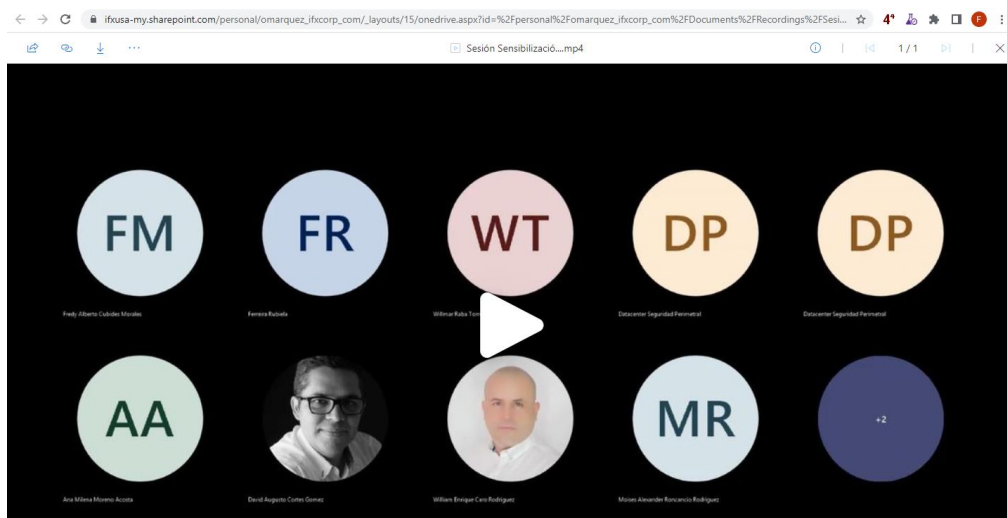 ifxusa-my.sharepoint.com/personal/omarquez_ifxcorp_com/_layouts/15/onedrive.aspx?id=%2Fpersonal%2Fomarquez_ifxcorp_com%2FDocuments%2FRecordings%2FSesi...
4ª
F
Sesión Sensibilizació....mp4
1 / 1
FM FR WT DP DP
Fredy Alberto Cubides Morales Ferreira Rubiela Wilmar Raba Datacenter Seguridad Perimetral Datacenter Seguridad Perimetral
AA MR +2
Ana Milena Moreno Acosta David Augusto Cortes Gomez William Enrique Caro Rodriguez Moises Alexander Roncancio Rodriguez